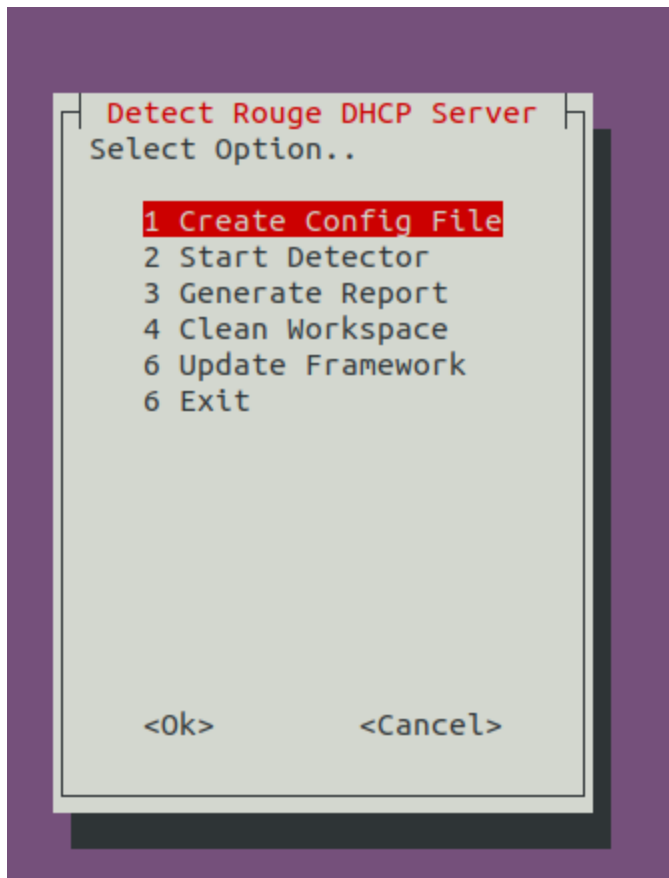 Detect Rouge DHCP Server
Select Option..
1 Create Config File
2 Start Detector
3 Generate Report
4 Clean Workspace
6 Update Framework
6 Exit
<Ok> <Cancel>